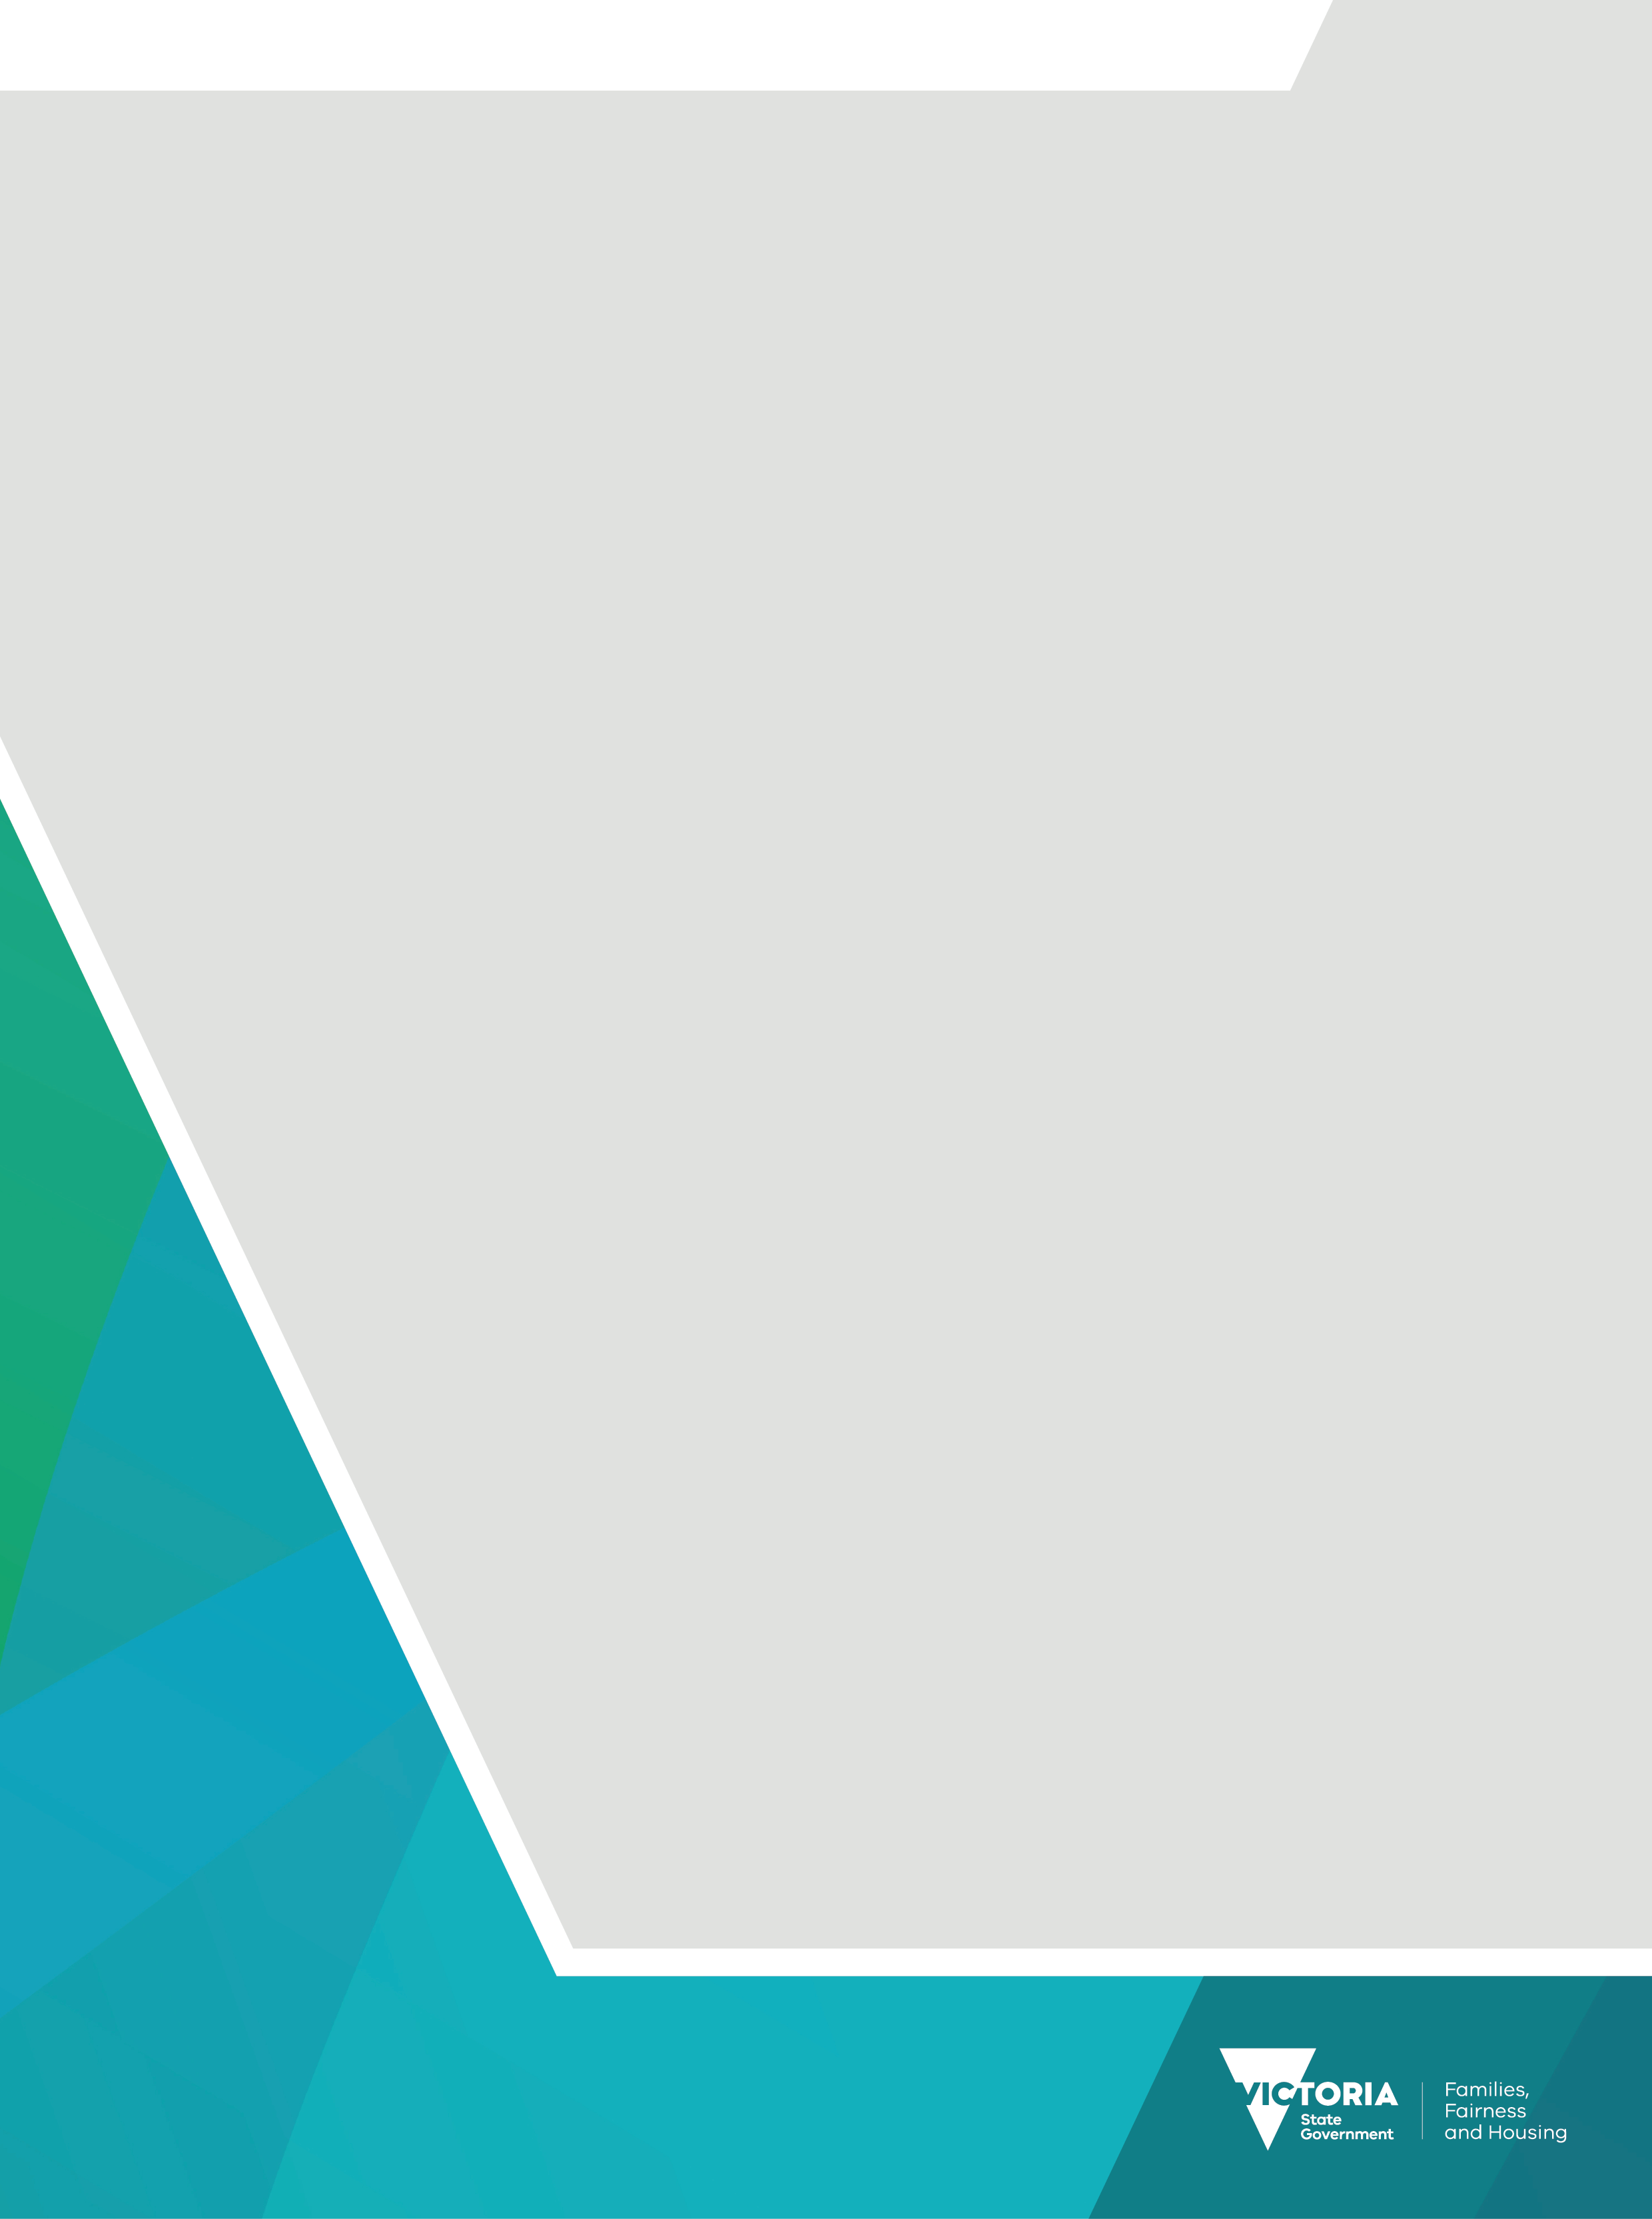 VICTORIA
State
Government
Families,
Fairness
and Housing